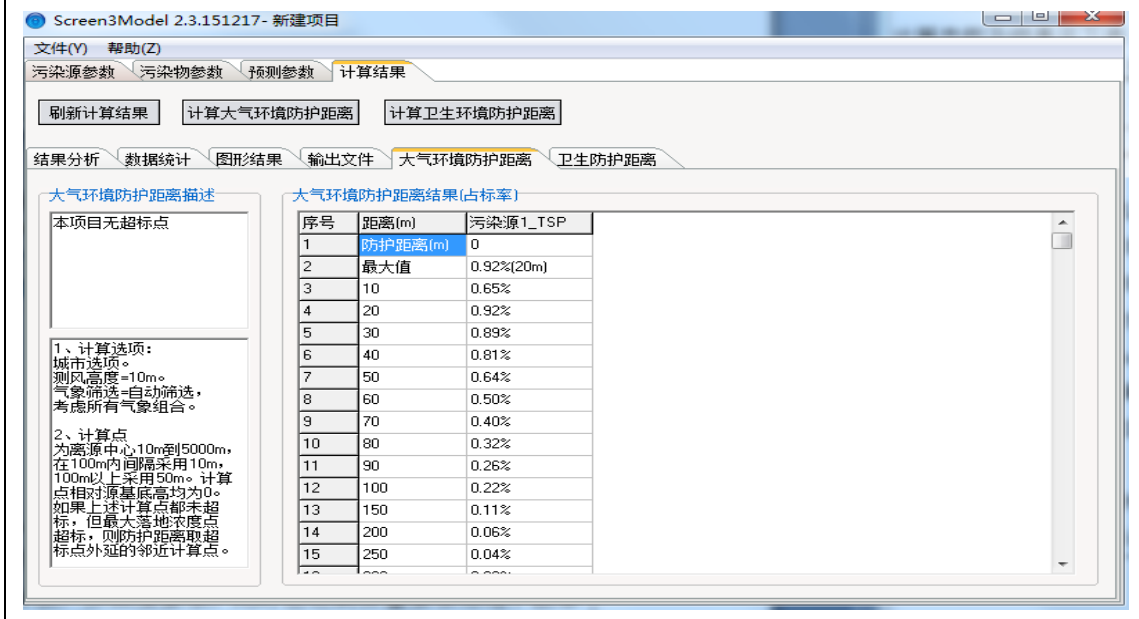 Screen3Model 2.3.151217- 新建项目
文件(Y) 帮助(Z)
污染源参数 污染物参数 预测参数 计算结果
刷新计算结果 计算大气环境防护距离 计算卫生环境防护距离
结果分析 数据统计 图形结果 输出文件 大气环境防护距离 卫生防护距离
大气环境防护距离描述
本项目无超标点
1、计算选项：
城市选项。
测风高度=10m。
气象筛选=自动筛选，
考虑所有气象组合。
2、计算点
为离源中心10m到5000m，
在100m内间隔采用10m，
100m以上采用50m。计算
点相对源基底高均为0。
如果上述计算点都未超
标，但最大落地浓度点
超标，则防护距离取超
标点外延的邻近计算点。
大气环境防护距离结果(占标率)
序号 距离(m) 污染源1_TSP
1 防护距离(m) 0
2 最大值 0.92%(20m)
3 10 0.65%
4 20 0.92%
5 30 0.89%
6 40 0.81%
7 50 0.64%
8 60 0.50%
9 70 0.40%
10 80 0.32%
11 90 0.26%
12 100 0.22%
13 150 0.11%
14 200 0.06%
15 250 0.04%